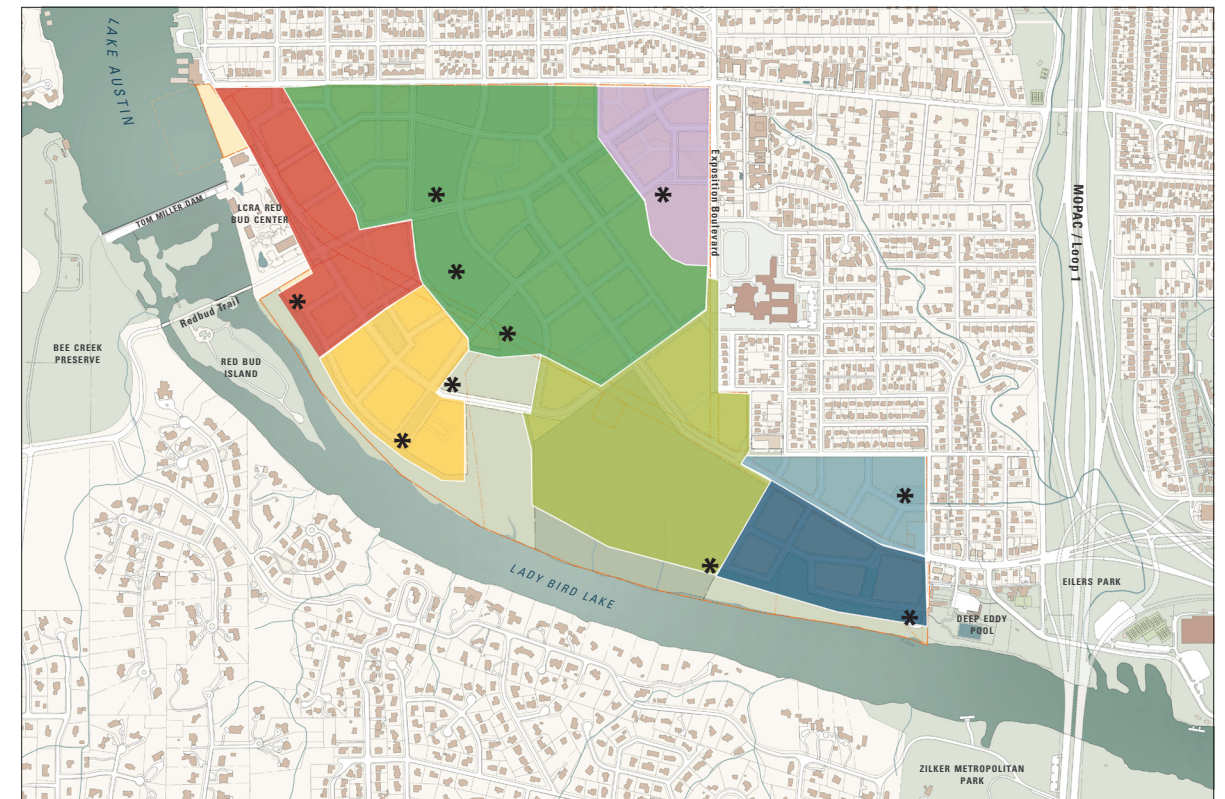 LAKE AUSTIN
TOM MILLER DAM
LCRA RED
BUD CENTER
Exposition Boulevard
MOPAC / Loop 1
Redbud Trail
BEE CREEK
PRESERVE
RED BUD
ISLAND
LADY BIRD LAKE
EILERS PARK
DEEP EDDY
POOL
ZILKER METROPOLITAN
PARK
*
*
*
*
*
*
*
*
*
*